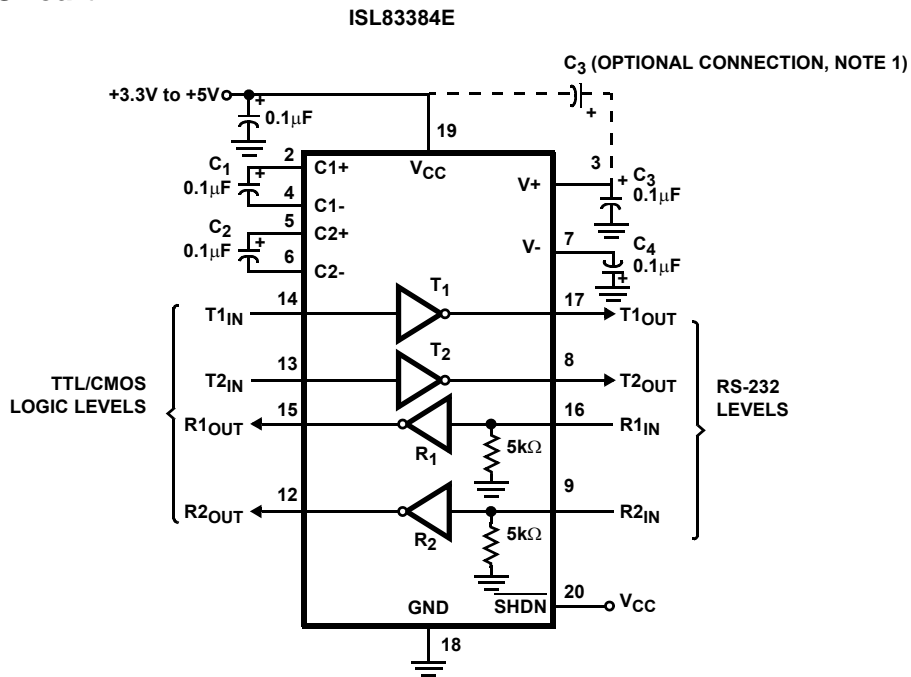 ISL83384E
C3 (OPTIONAL CONNECTION, NOTE 1)
+3.3V to +5V
+
0.1µF
+
19
2
C1
0.1µF
+
4
C1+
C1-
VCC
3
V+
+
C3
0.1µF
5
C2
0.1µF
+
6
C2+
C2-
7
V-
C4
0.1µF
+
T1IN
14
T1
17
T1OUT
T2IN
13
T2
8
T2OUT
TTL/CMOS
LOGIC LEVELS
RS-232
LEVELS
R1OUT
15
R1
5kΩ
16
R1IN
R2OUT
12
R2
5kΩ
9
R2IN
GND
SHDN
20
VCC
18